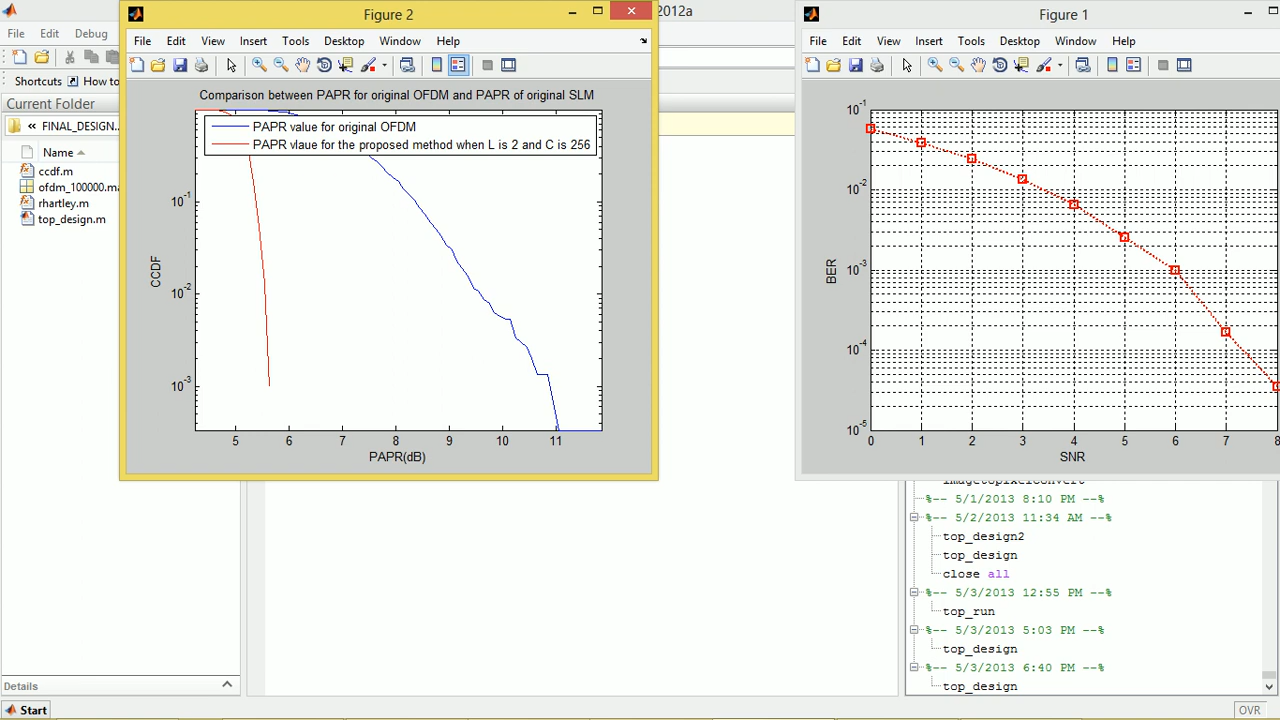 2012a
File Edit Debug
Shortcuts How to
Current Folder
« FINAL_DESIGN...
Name
ccdf.m
ofdm_100000.ma
rhartley.m
top_design.m
Details
Start
Figure 2
File Edit View Insert Tools Desktop Window Help
Comparison between PAPR for original OFDM and PAPR of original SLM
PAPR value for original OFDM
PAPR vlaue for the proposed method when L is 2 and C is 256
10-1
10-2
10-3
CCDF
5 6 7 8 9 10 11
PAPR(dB)
Figure 1
File Edit View Insert Tools Desktop Window Help
10-1
10-2
10-3
10-4
10-5
BER
0 1 2 3 4 5 6 7 8
SNR
imagetopixelconvert
%-- 5/1/2013 8:10 PM --%
%-- 5/2/2013 11:34 AM --%
top_design2
top_design
close all
%-- 5/3/2013 12:55 PM --%
top_run
%-- 5/3/2013 5:03 PM --%
top_design
%-- 5/3/2013 6:40 PM --%
top_design
OVR